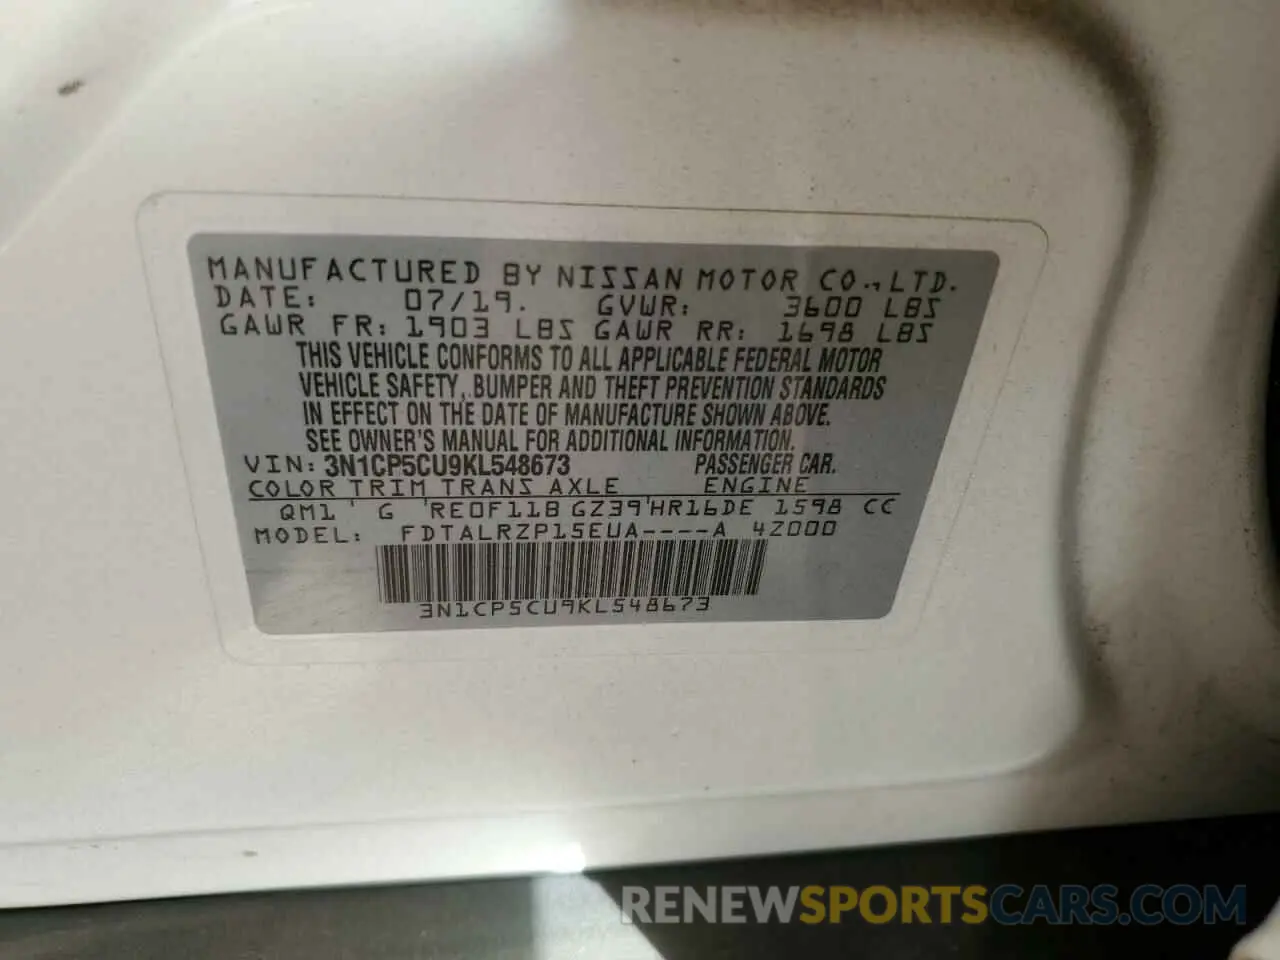 MANUFACTURED BY NISSAN MOTOR CO.,LTD.
DATE: 07/19. GVWR: 3600 LBS
GAWR FR: 1903 LBS GAWR RR: 1698 LBS
THIS VEHICLE CONFORMS TO ALL APPLICABLE FEDERAL MOTOR
VEHICLE SAFETY, BUMPER AND THEFT PREVENTION STANDARDS
IN EFFECT ON THE DATE OF MANUFACTURE SHOWN ABOVE.
SEE OWNER'S MANUAL FOR ADDITIONAL INFORMATION.
VIN: 3N1CP5CU9KL548673 PASSENGER CAR.
COLOR TRIM TRANS AXLE ENGINE
QM1 ' G 'RE0F11B GZ39'HR16DE 1598 CC
MODEL: FDTALRZP15EUA----A 4Z000
3N1CP5CU9KL548673
RENEWSPORTSCARS.COM